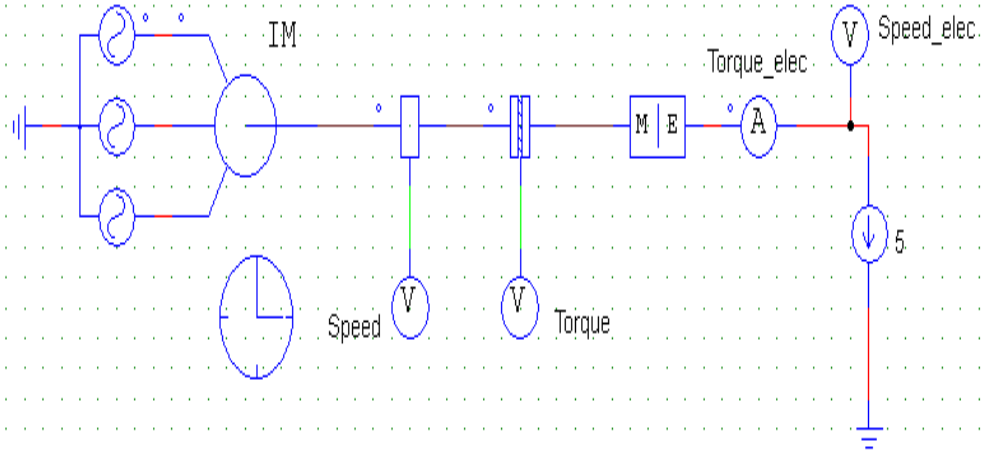 IM
V
Speed_elec
Torque_elec
M E
A
5
V
Speed
V
Torque